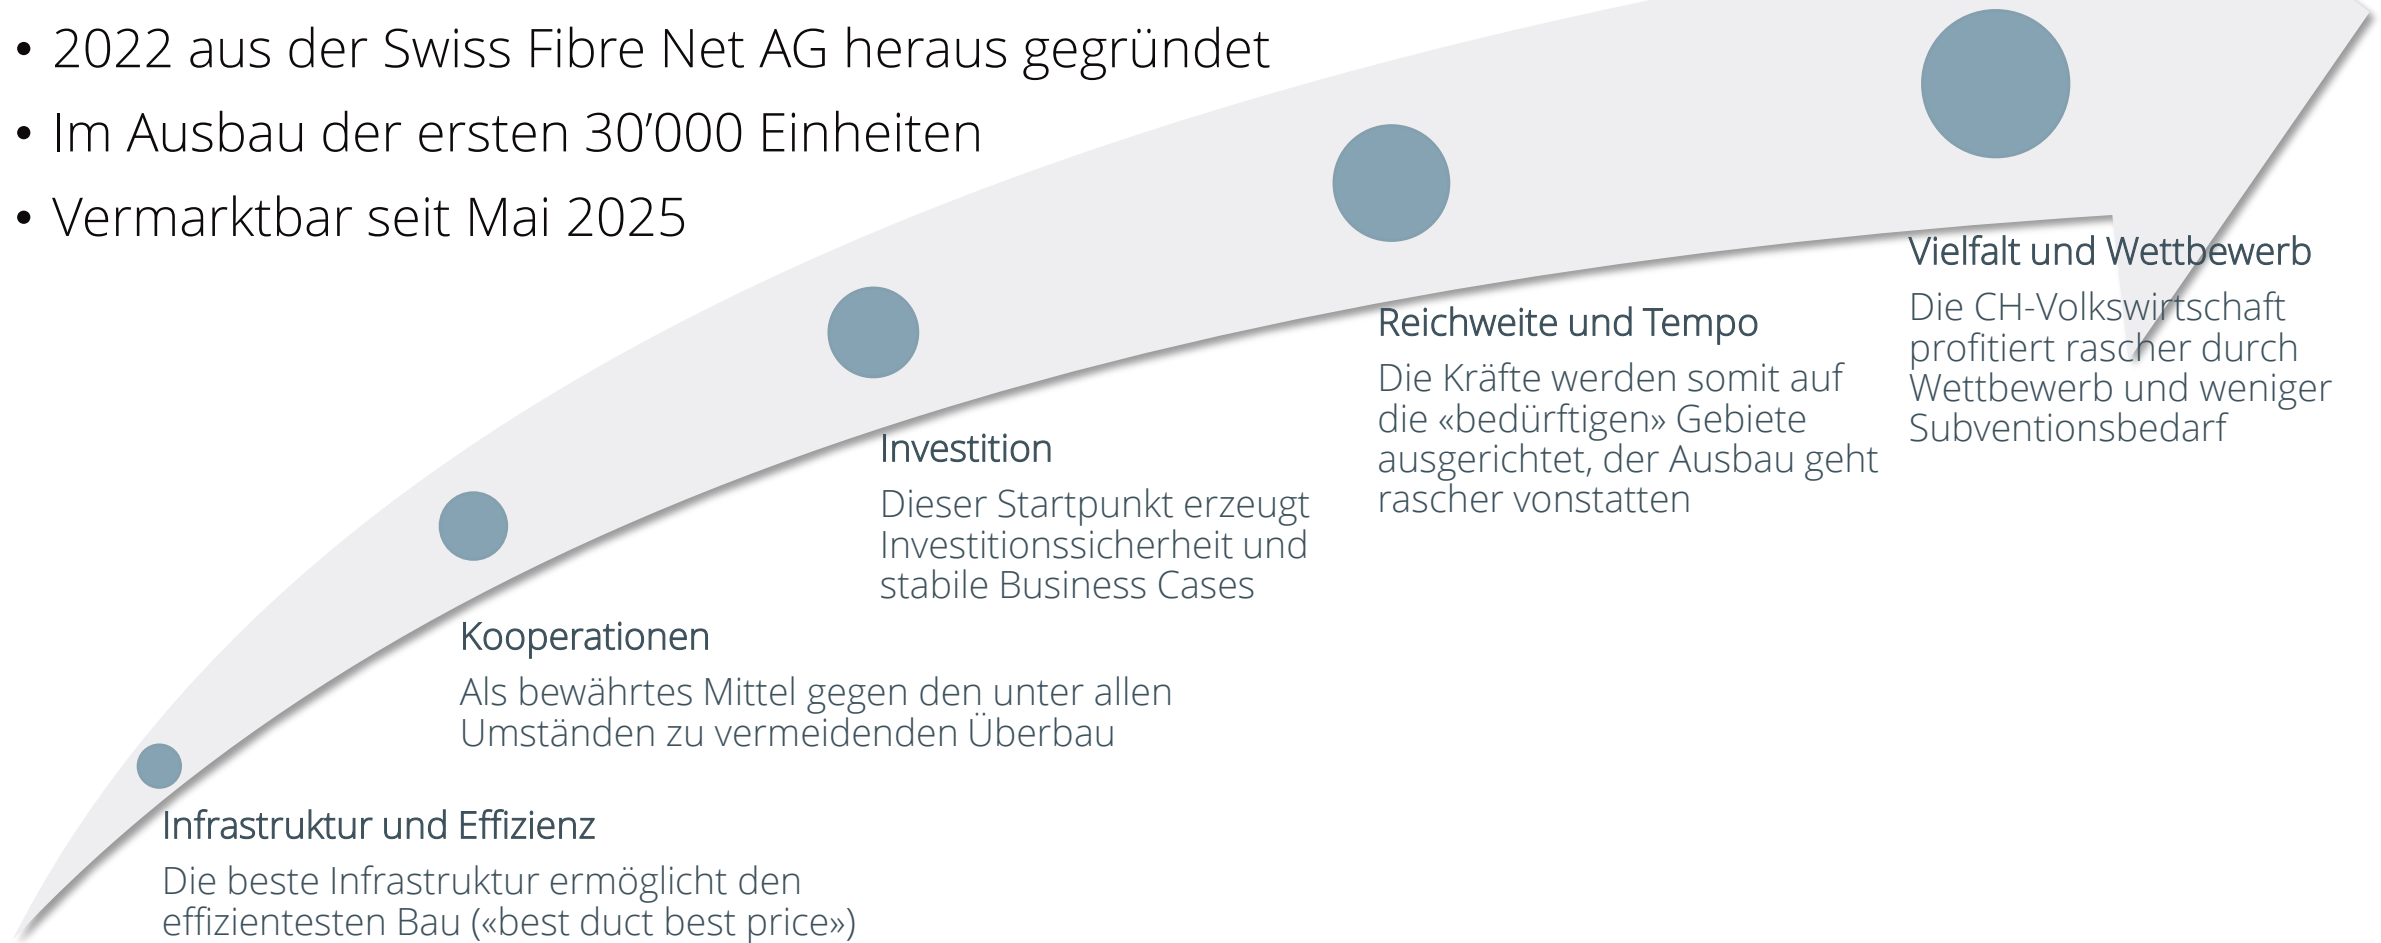 • 2022 aus der Swiss Fibre Net AG heraus gegründet
• Im Ausbau der ersten 30’000 Einheiten
• Vermarktbar seit Mai 2025
Infrastruktur und Effizienz
Die beste Infrastruktur ermöglicht den
effizientesten Bau («best duct best price»)
Kooperationen
Als bewährtes Mittel gegen den unter allen
Umständen zu vermeidenden Überbau
Investition
Dieser Startpunkt erzeugt
Investitionssicherheit und
stabile Business Cases
Reichweite und Tempo
Die Kräfte werden somit auf
die «bedürftigen» Gebiete
ausgerichtet, der Ausbau geht
rascher vonstatten
Vielfalt und Wettbewerb
Die CH-Volkswirtschaft
profitiert rascher durch
Wettbewerb und weniger
Subventionsbedarf